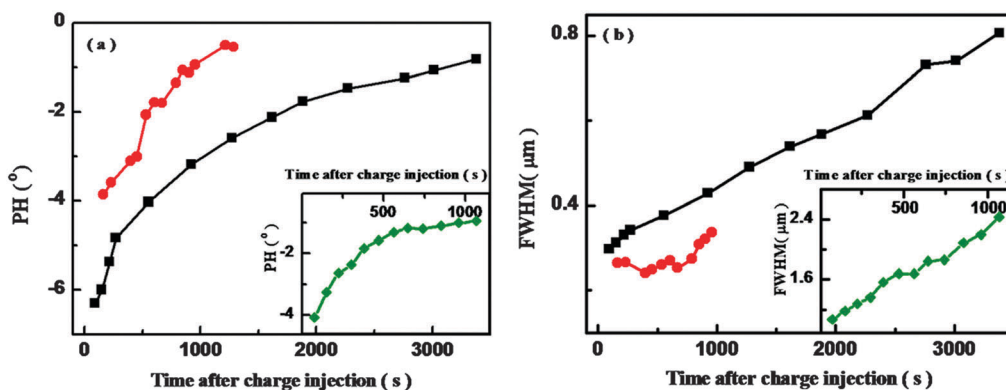 ( a )
0
-2
-4
-6
PH ( ° )
0
1000
2000
3000
Time after charge injection ( s )
Time after charge injection ( s )
500
1000
-2
-4
PH ( ° )
( b )
0.8
0.4
FWHM( μm )
0
1000
2000
3000
Time after charge injection ( s )
Time after charge injection ( s )
500
1000
2.4
1.6
FWHM( μm )